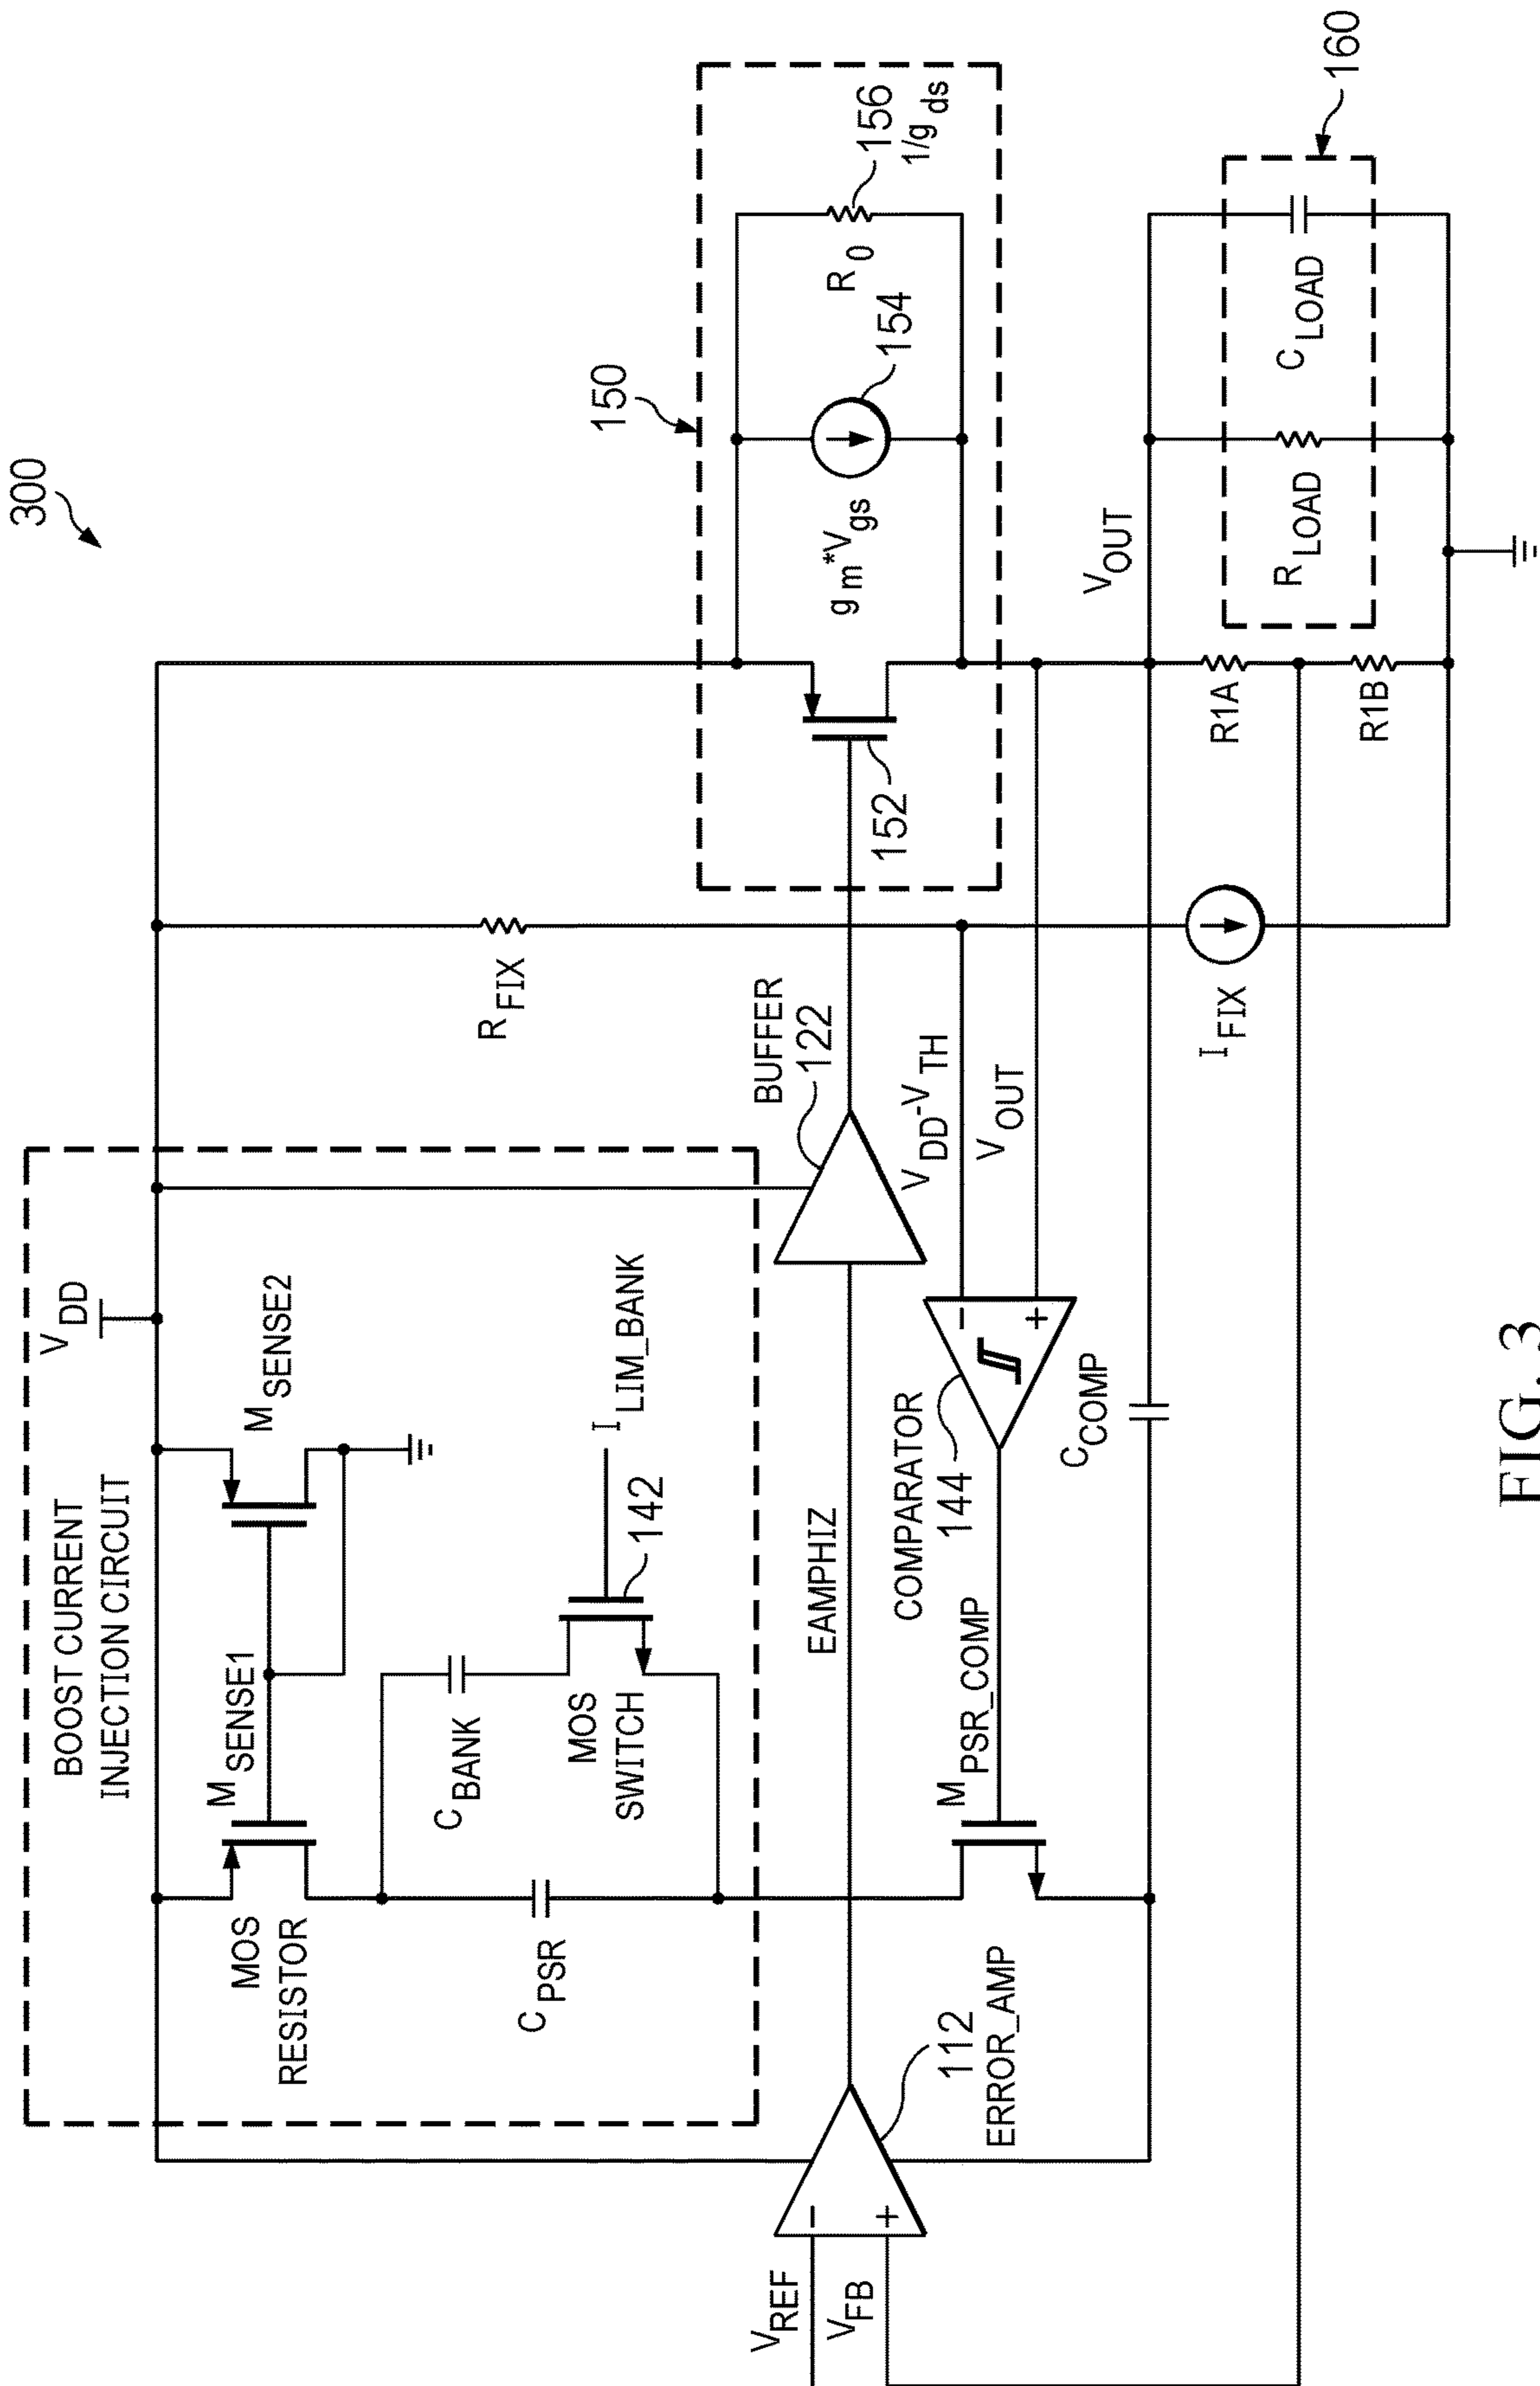 300
BOOST CURRENT
INJECTION CIRCUIT
V DD
M SENSE1
M SENSE2
MOS
RESISTOR
C BANK
C PSR
MOS
SWITCH
I LIM_BANK
142
R FIX
150
BUFFER
122
EAMPHIZ
152
g m*V gs
154
R 0
156
1/g ds
V REF
V FB
112
ERROR_AMP
M PSR_COMP
COMPARATOR
144
V DD-V TH
V OUT
C COMP
I FIX
V OUT
R1A
R1B
R LOAD
C LOAD
160
- +
- +
FIG. 3